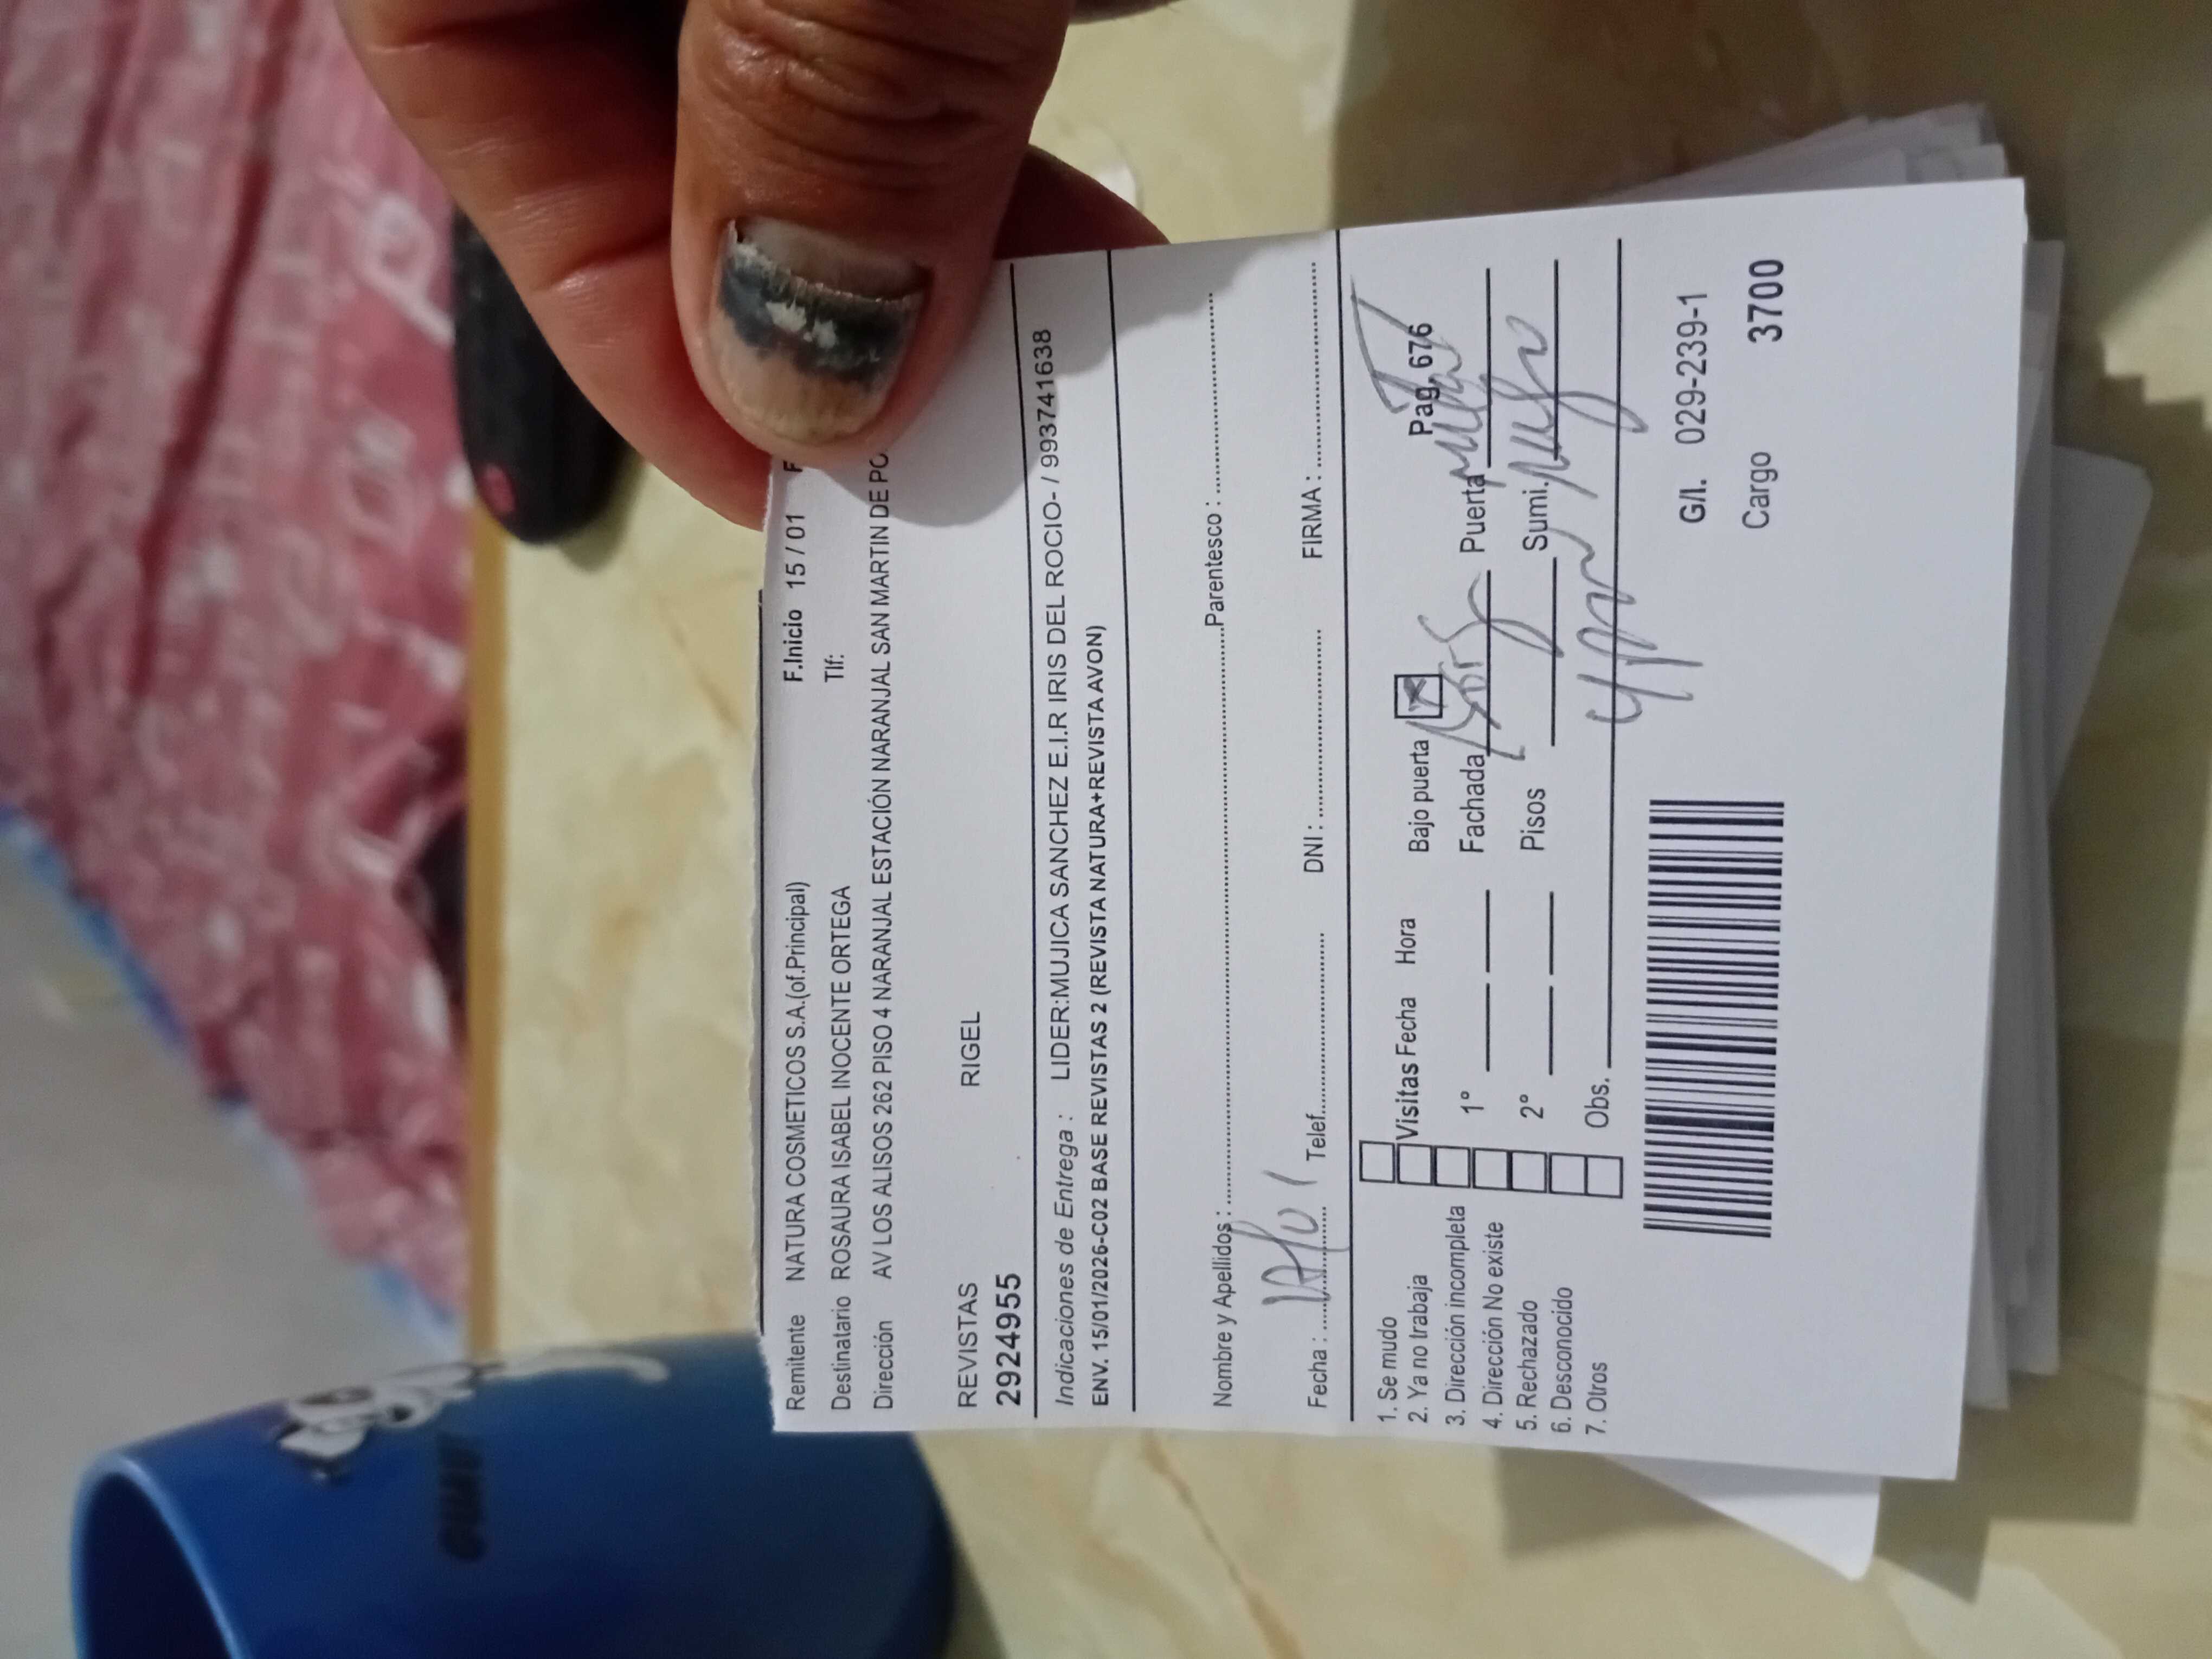 Remitente NATURA COSMETICOS S.A.(of.Principal) F.Inicio 15 / 01 F
Destinatario ROSAURA ISABEL INOCENTE ORTEGA Tlf:
Dirección AV LOS ALISOS 262 PISO 4 NARANJAL ESTACIÓN NARANJAL SAN MARTIN DE PO
REVISTAS RIGEL
2924955
Indicaciones de Entrega : LIDER:MUJICA SANCHEZ E.I.R IRIS DEL ROCIO- / 993741638
ENV. 15/01/2026-C02 BASE REVISTAS 2 (REVISTA NATURA+REVISTA AVON)
Nombre y Apellidos : Parentesco :
Fecha : Telef. DNI : FIRMA :
1. Se mudo
2. Ya no trabaja
3. Dirección incompleta
4. Dirección No existe
5. Rechazado
6. Desconocido
7. Otros
Visitas Fecha Hora Bajo puerta Pag. 676
1° Fachada Puerta
2° Pisos Sumi.
Obs.
G/I. 029-239-1
Cargo 3700